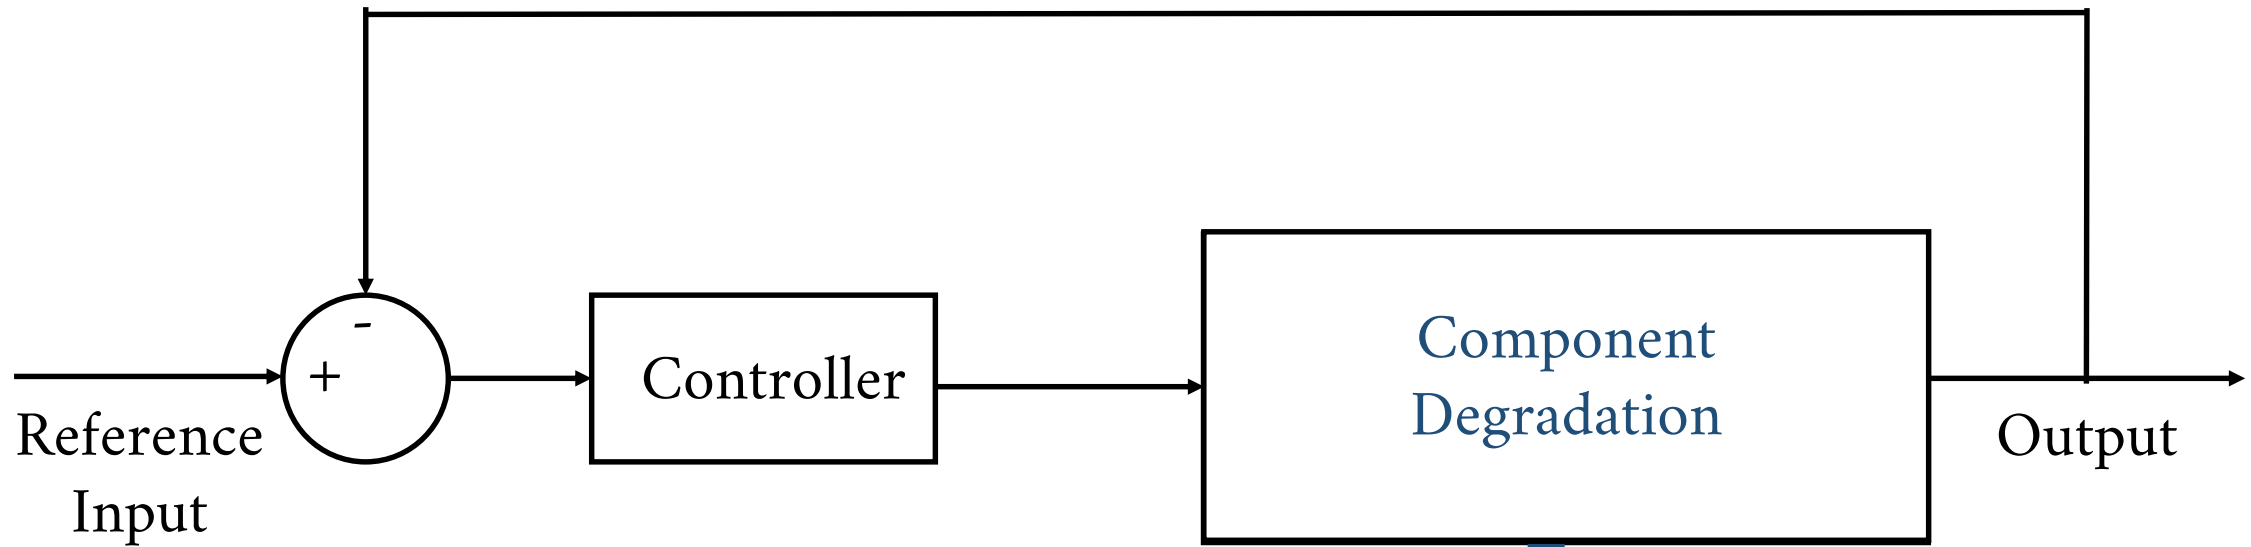 -
+
Controller
Component
Degradation
Reference
Input
Output